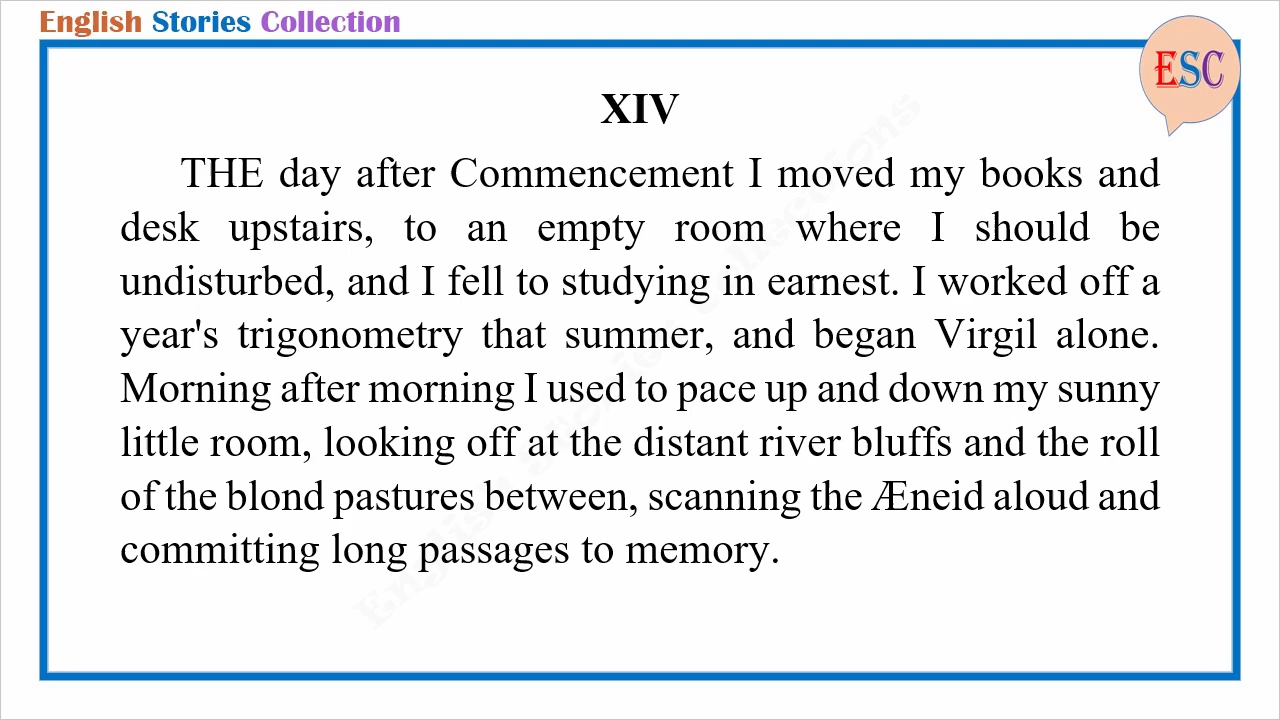 English Stories Collection
ESC
XIV
THE day after Commencement I moved my books and
desk upstairs, to an empty room where I should be
undisturbed, and I fell to studying in earnest. I worked off a
year's trigonometry that summer, and began Virgil alone.
Morning after morning I used to pace up and down my sunny
little room, looking off at the distant river bluffs and the roll
of the blond pastures between, scanning the Æneid aloud and
committing long passages to memory.
English Stories Collections